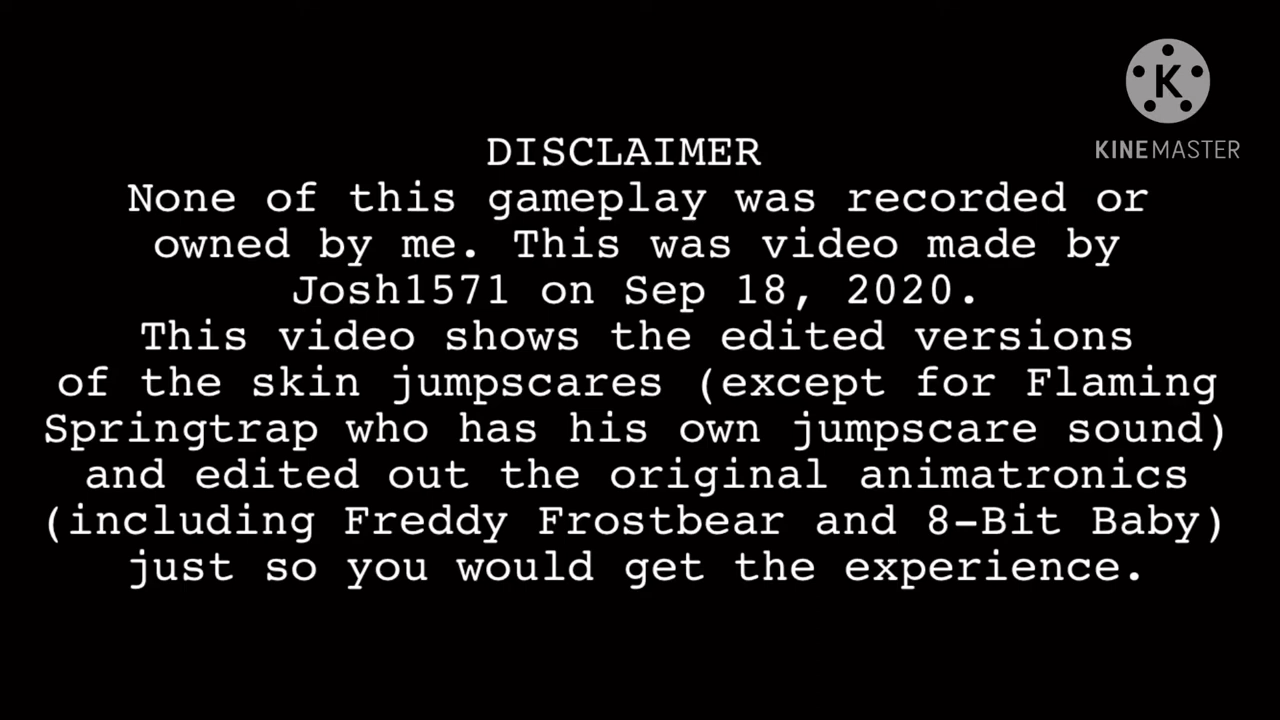 K
KINEMASTER
DISCLAIMER
None of this gameplay was recorded or
owned by me. This was video made by
Josh1571 on Sep 18, 2020.
This video shows the edited versions
of the skin jumpscares (except for Flaming
Springtrap who has his own jumpscare sound)
and edited out the original animatronics
(including Freddy Frostbear and 8-Bit Baby)
just so you would get the experience.